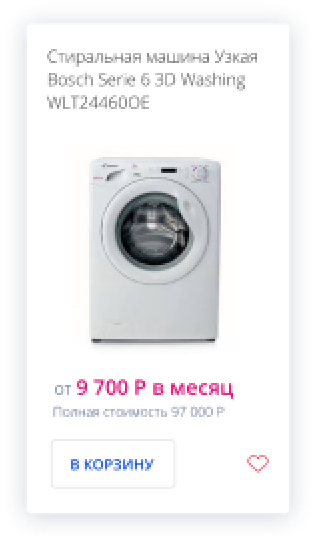 Стиральная машина Узкая
Bosch Serie 6 3D Washing
WLT24460OE
от 9 700 Р в месяц
Полная стоимость 97 000 Р
В КОРЗИНУ